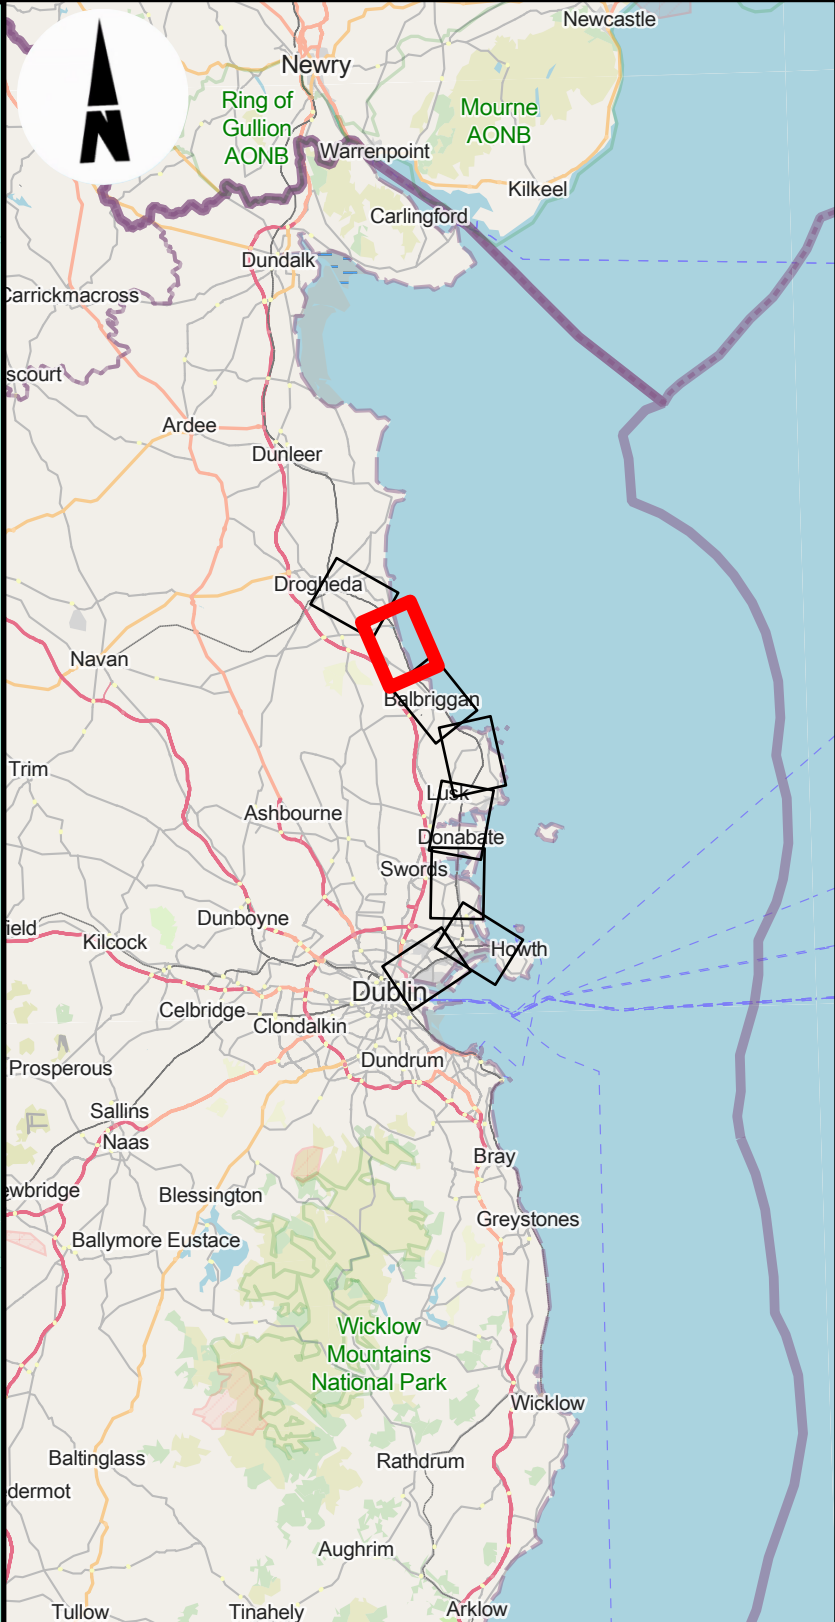 Newcastle
Newry
Ring of
Gullion
AONB
Mourne
AONB
N
Warrenpoint
Kilkeel
Carlingford
Dundalk
Carrickmacross
scourt
Ardee
Dunleer
Drogheda
Navan
Balbriggan
Trim
Lusk
Ashbourne
Donabate
Swords
Dunboyne
ield
Kilcock
Howth
Dublin
Celbridge
Clondalkin
Dundrum
Prosperous
Sallins
Naas
Bray
ewbridge
Blessington
Greystones
Ballymore Eustace
Wicklow
Mountains
National Park
Wicklow
Baltinglass
Rathdrum
dermot
Aughrim
Tullow
Tinahely
Arklow